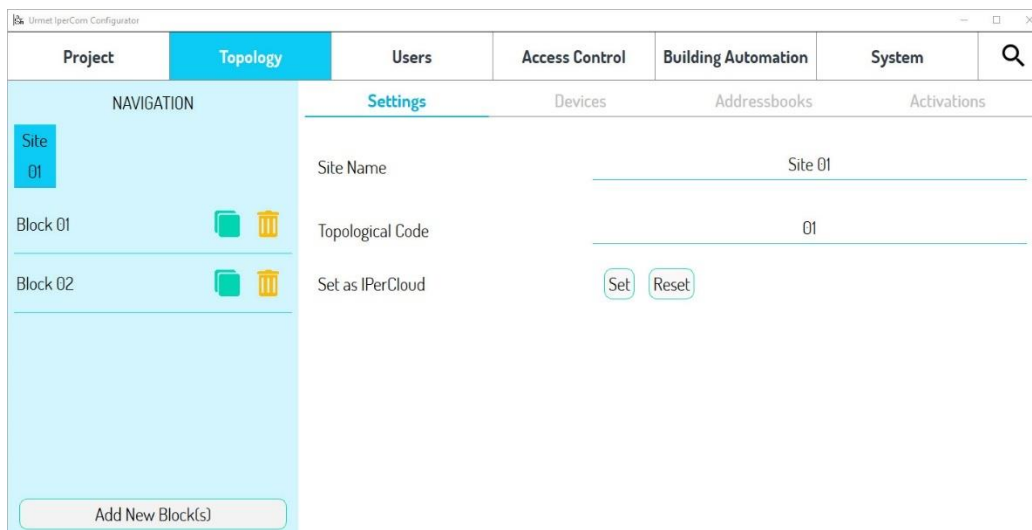 Urmet IperCom Configurator
Project Topology Users Access Control Building Automation System
NAVIGATION
Site
01
Block 01
Block 02
Add New Block(s)
Settings Devices Addressbooks Activations
Site Name Site 01
Topological Code 01
Set as IPerCloud Set Reset